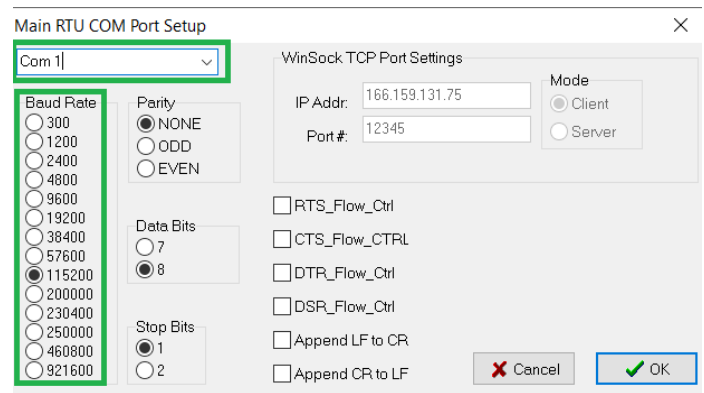 Main RTU COM Port Setup
Com 1
Baud Rate
300
1200
2400
4800
9600
19200
38400
57600
115200
200000
230400
250000
460800
921600
Parity
NONE
ODD
EVEN
Data Bits
7
8
Stop Bits
1
2
WinSock TCP Port Settings
IP Addr: 166.159.131.75
Port #: 12345
Mode
Client
Server
RTS_Flow_Ctrl
CTS_Flow_CTRL
DTR_Flow_Ctrl
DSR_Flow_Ctrl
Append LF to CR
Append CR to LF
Cancel
OK